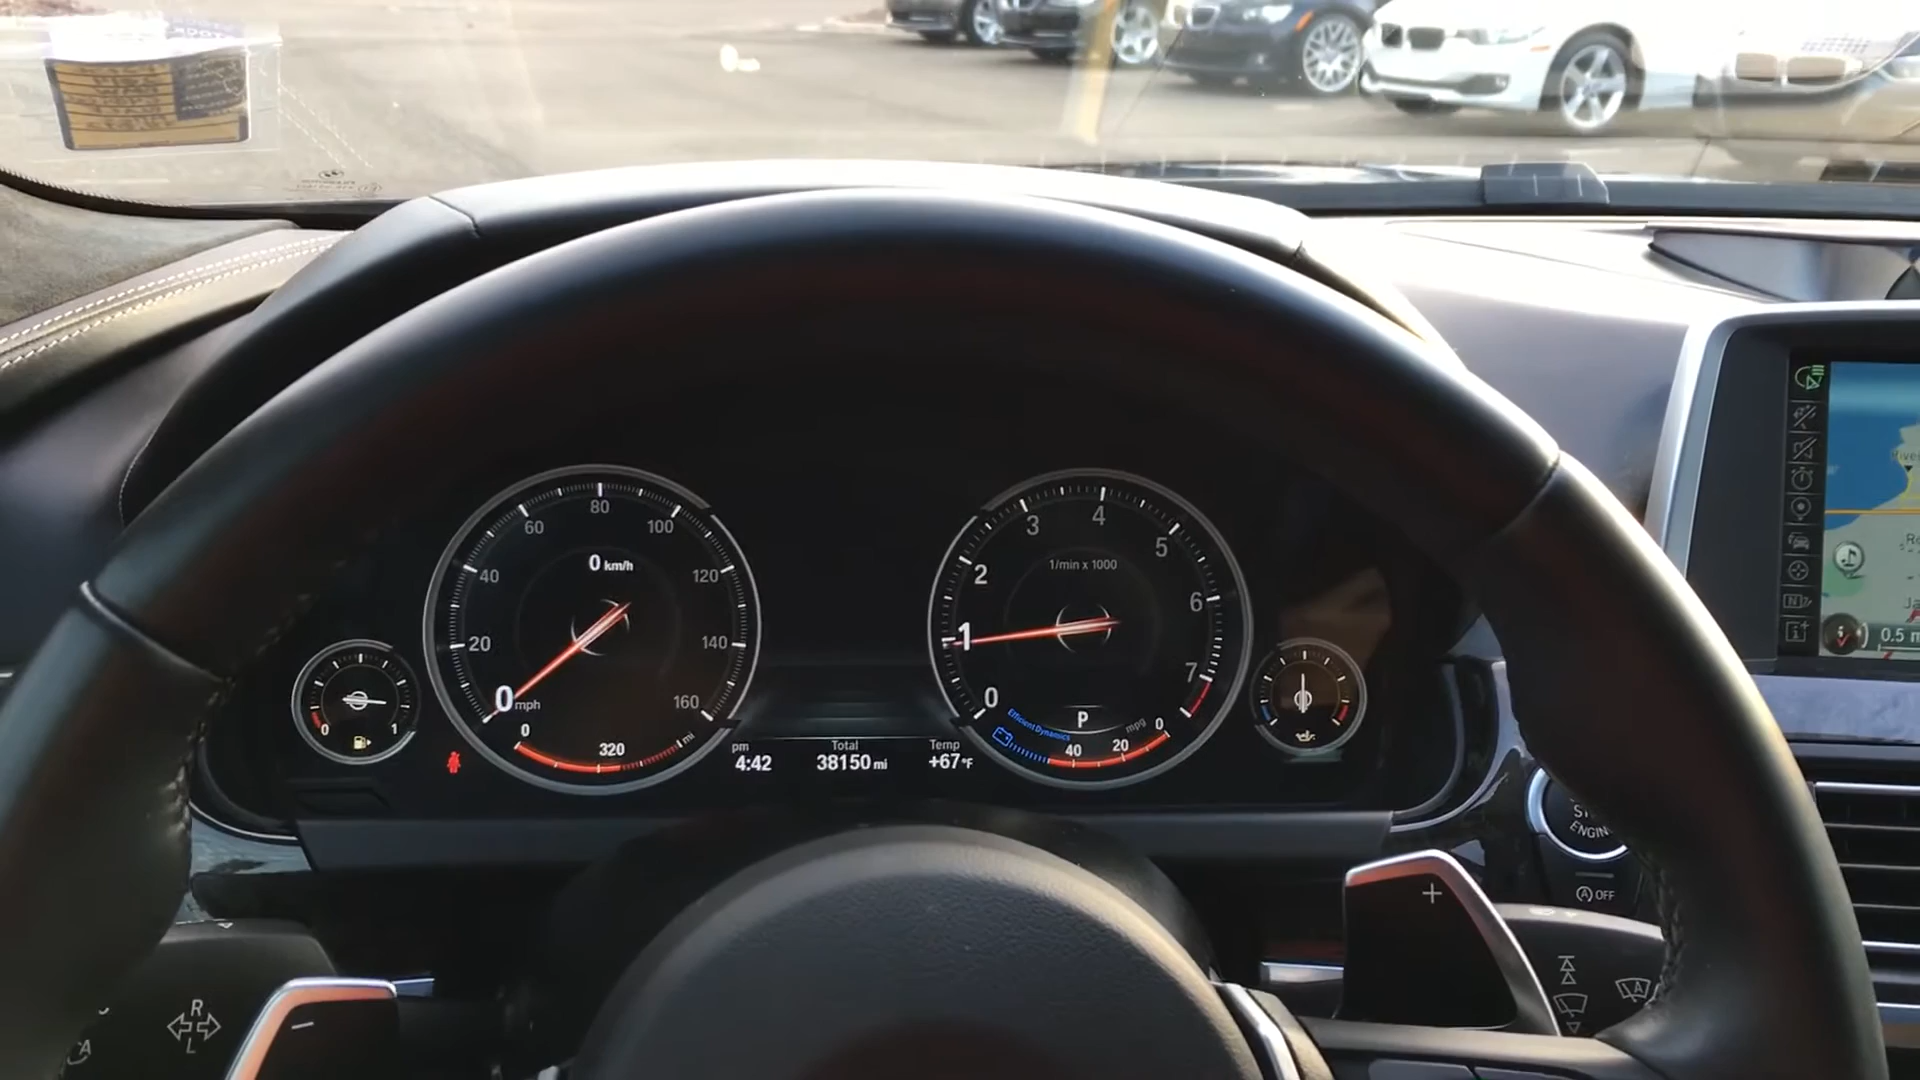 80
60
100
40
0 km/h
120
20
140
0 mph
160
0
320
mi
0
1
4
3
5
2
1/min x 1000
6
1
7
0
P
EfficientDynamics
mpg
0
40
20
pm
4:42
Total
38150 mi
Temp
+67°F
0.5 m
ENGIN
A OFF
+
−
R
L
A
A